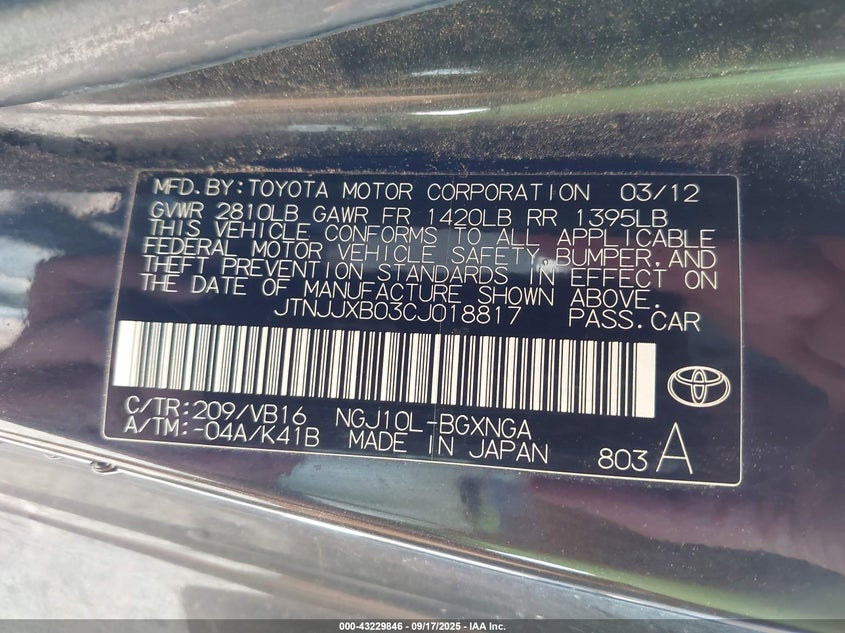 MFD.BY:TOYOTA MOTOR CORPORATION 03/12
GVWR 2810LB GAWR FR 1420LB RR 1395LB
THIS VEHICLE CONFORMS TO ALL APPLICABLE
FEDERAL MOTOR VEHICLE SAFETY,BUMPER,AND
THEFT PREVENTION STANDARDS IN EFFECT ON
THE DATE OF MANUFACTURE SHOWN ABOVE.
JTNJJXB03CJ018817 PASS.CAR
C/TR:209/VB16 NGJ10L-BGXNGA
A/TM:-04A/K41B MADE IN JAPAN 803 A
000-43229846 - 09/17/2025 - IAA Inc.